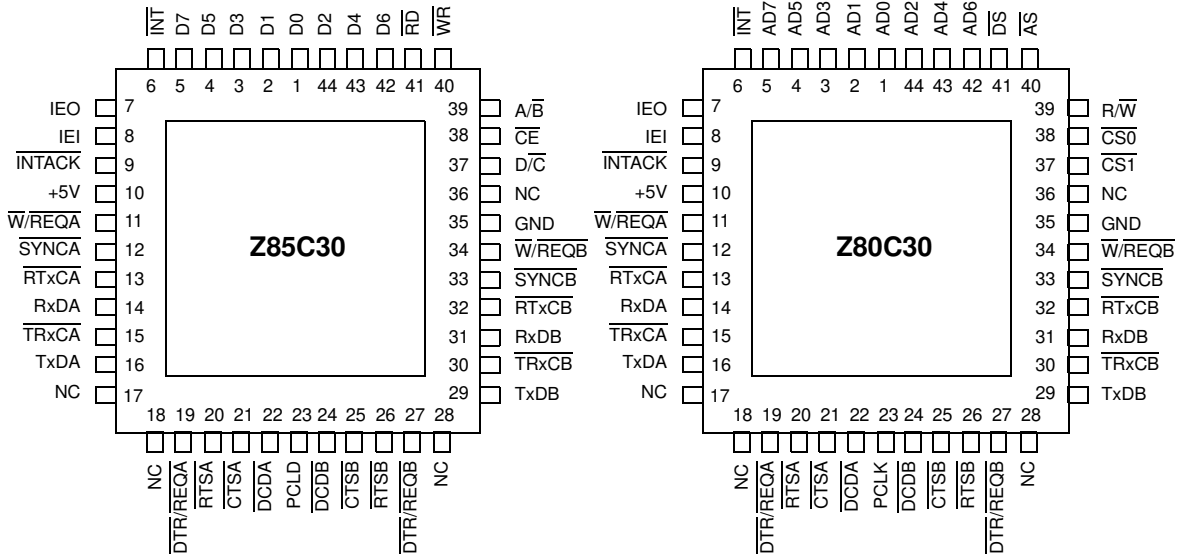 INT D7 D5 D3 D1 D0 D2 D4 D6 RD WR
6 5 4 3 2 1 44 43 42 41 40
IEO 7
IEI 8
INTACK 9
+5V 10
W/REQA 11
SYNCA 12
RTxCA 13
RxDA 14
TRxCA 15
TxDA 16
NC 17
Z85C30
39 A/B
38 CE
37 D/C
36 NC
35 GND
34 W/REQB
33 SYNCB
32 RTxCB
31 RxDB
30 TRxCB
29 TxDB
18 19 20 21 22 23 24 25 26 27 28
NC DTR/REQA RTSA CTSA DCDA PCLD DCDB CTSB RTSB DTR/REQB NC
INT AD7 AD5 AD3 AD1 AD0 AD2 AD4 AD6 DS AS
6 5 4 3 2 1 44 43 42 41 40
IEO 7
IEI 8
INTACK 9
+5V 10
W/REQA 11
SYNCA 12
RTxCA 13
RxDA 14
TRxCA 15
TxDA 16
NC 17
Z80C30
39 R/W
38 CS0
37 CS1
36 NC
35 GND
34 W/REQB
33 SYNCB
32 RTxCB
31 RxDB
30 TRxCB
29 TxDB
18 19 20 21 22 23 24 25 26 27 28
NC DTR/REQA RTSA CTSA DCDA PCLK DCDB CTSB RTSB DTR/REQB NC